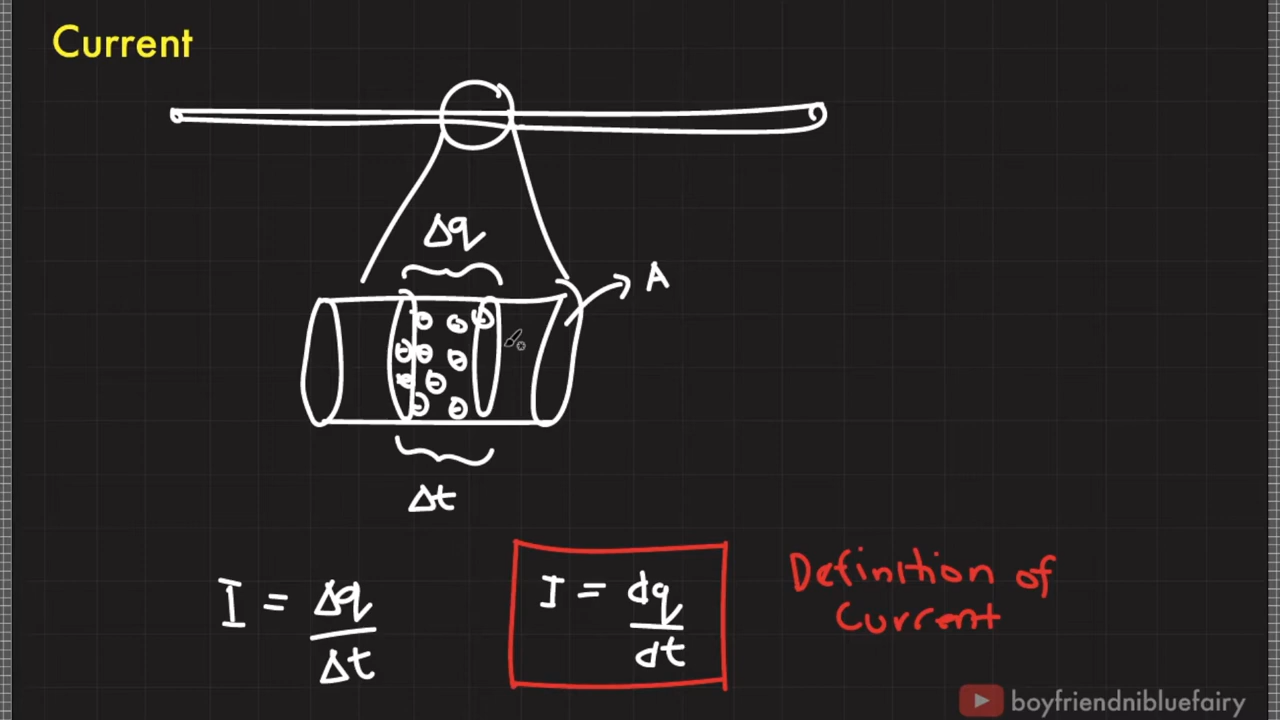 Current
Δq
A
Δt
I = Δq/Δt
I = dq/dt
Definition of
Current
boyfriendnibluefairy